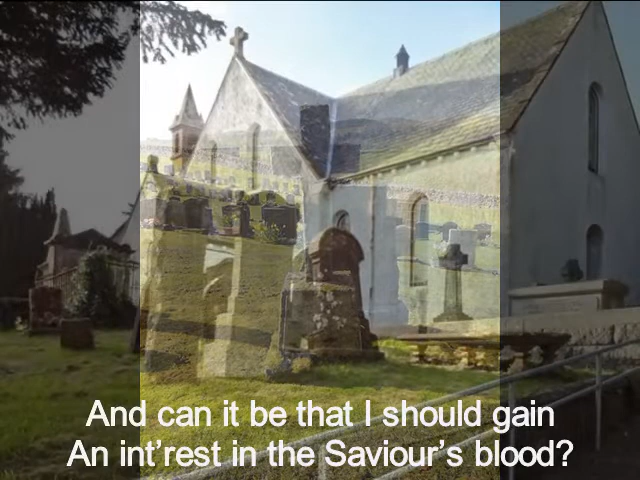 And can it be that I should gain
An int’rest in the Saviour’s blood?